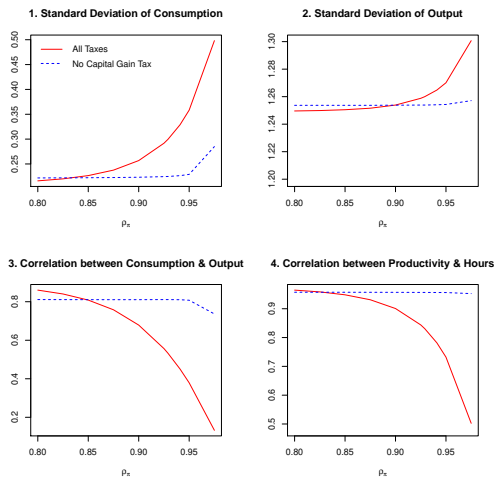 1. Standard Deviation of Consumption
0.50
0.45
0.40
0.35
0.30
0.25
All Taxes
No Capital Gain Tax
0.80 0.85 0.90 0.95
ρπ
2. Standard Deviation of Output
1.30
1.28
1.26
1.24
1.22
1.20
0.80 0.85 0.90 0.95
ρπ
3. Correlation between Consumption & Output
0.8
0.6
0.4
0.2
0.80 0.85 0.90 0.95
ρπ
4. Correlation between Productivity & Hours
0.9
0.8
0.7
0.6
0.5
0.80 0.85 0.90 0.95
ρπ